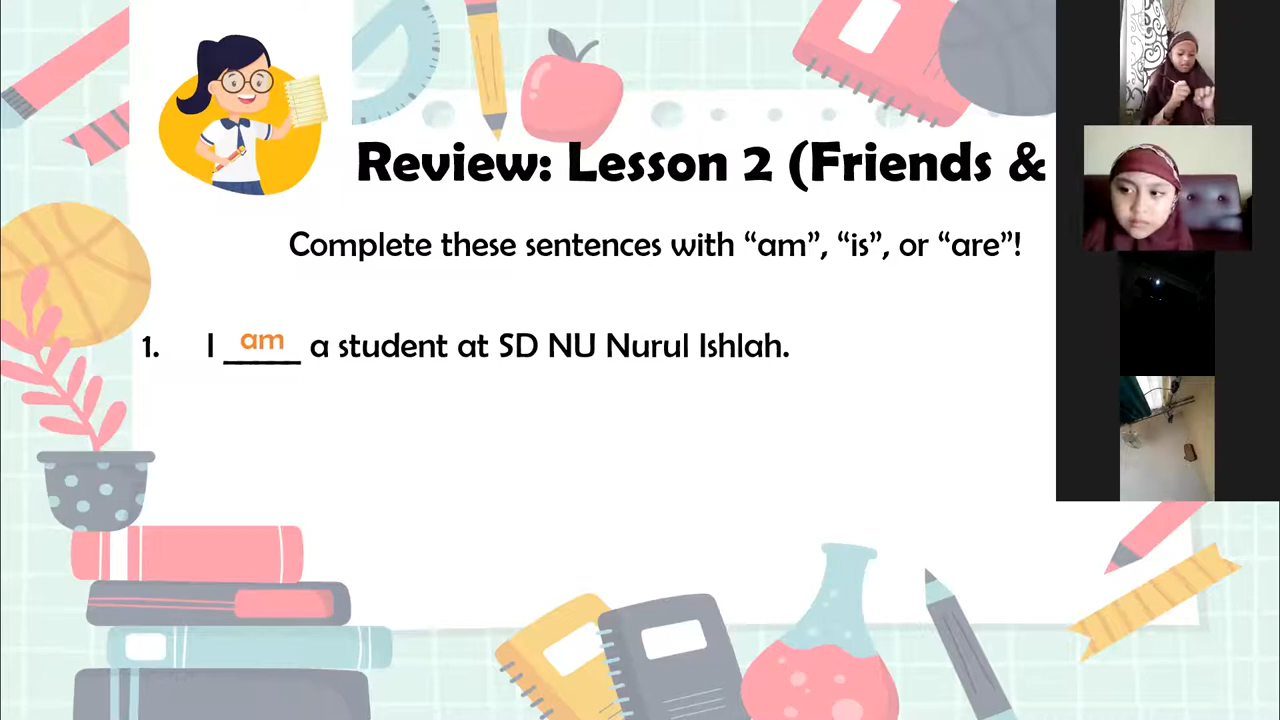 Review: Lesson 2 (Friends &
Complete these sentences with “am”, “is”, or “are”!
1. I am a student at SD NU Nurul Ishlah.